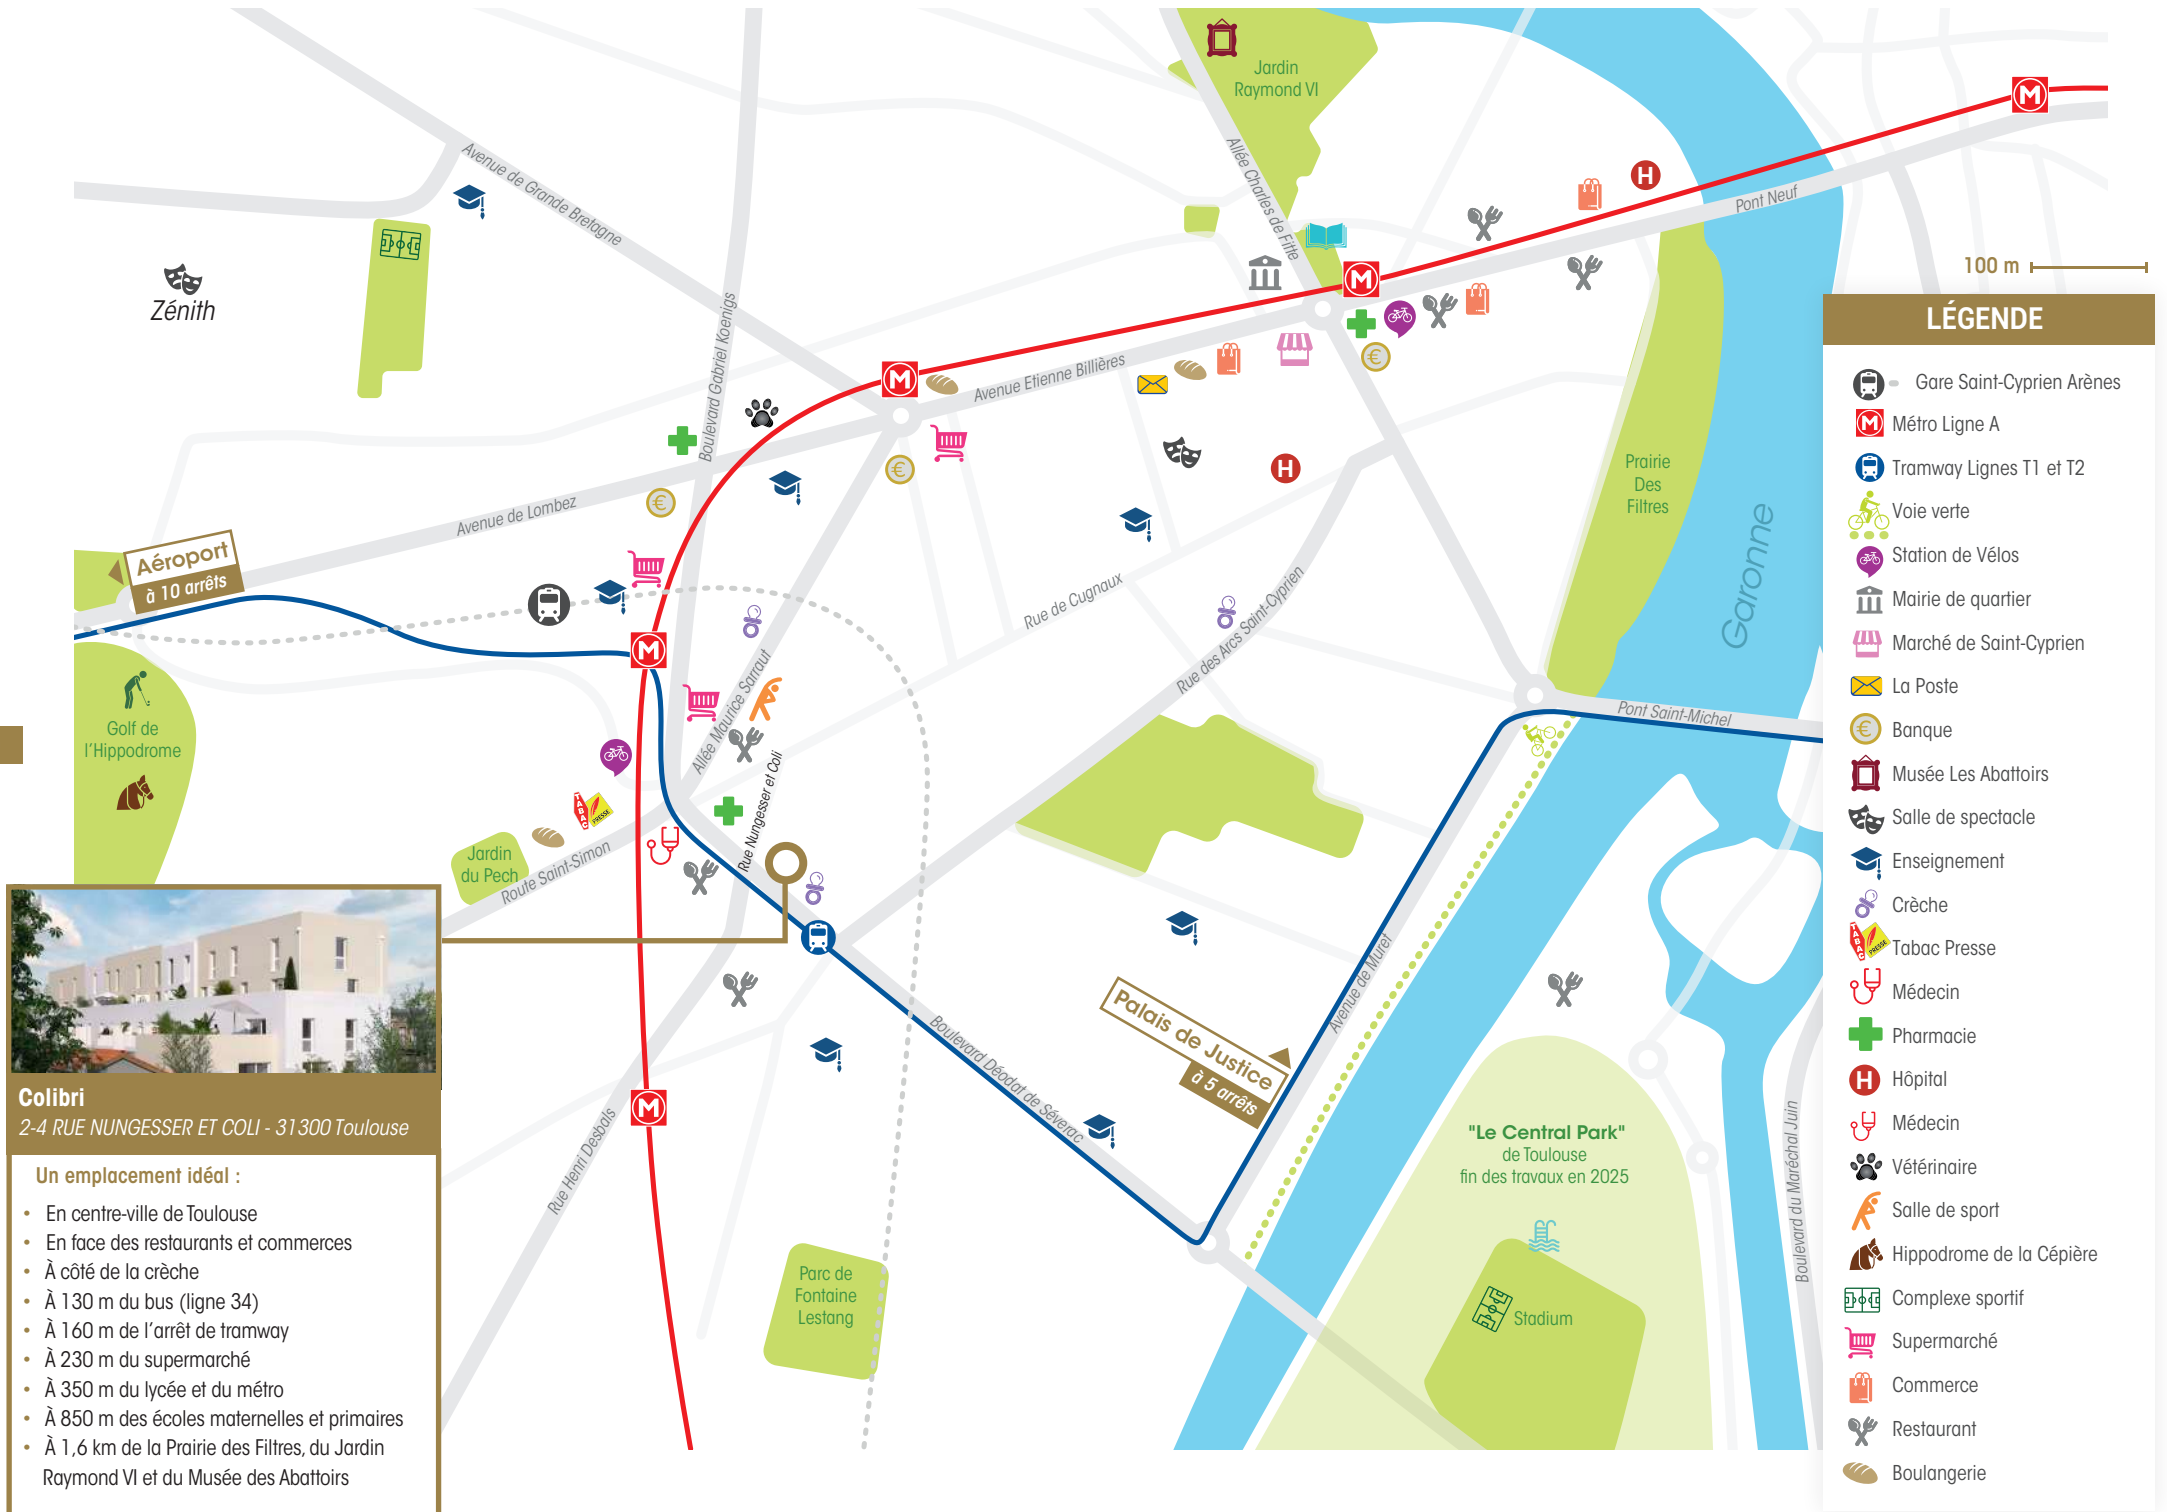 Jardin
Raymond VI
Avenue de Grande Bretagne
Allée Charles de Fitte
Pont Neuf
Zénith
Boulevard Gabriel Koenigs
Avenue Etienne Billières
Avenue de Lombez
Aéroport
à 10 arrêts
Prairie
Des
Filtres
Garonne
Rue de Cugnaux
Rue des Arcs Saint-Cyprien
Allée Maurice Sarraut
Golf de
l'Hippodrome
Pont Saint-Michel
Rue Nungesser et Coli
TABAC
PRESSE
Jardin
du Pech
Route Saint-Simon
Avenue de Muret
Palais de Justice
à 5 arrêts
Boulevard Déodat de Séverac
Rue Henri Desbals
"Le Central Park"
de Toulouse
fin des travaux en 2025
Stadium
Boulevard du Maréchal Juin
Parc de
Fontaine
Lestang
M
M
M
M
M
H
H
€
€
€
Colibri
2-4 RUE NUNGESSER ET COLI - 31300 Toulouse
Un emplacement idéal :
• En centre-ville de Toulouse
• En face des restaurants et commerces
• À côté de la crèche
• À 130 m du bus (ligne 34)
• À 160 m de l'arrêt de tramway
• À 230 m du supermarché
• À 350 m du lycée et du métro
• À 850 m des écoles maternelles et primaires
• À 1,6 km de la Prairie des Filtres, du Jardin
Raymond VI et du Musée des Abattoirs
100 m
LÉGENDE
Gare Saint-Cyprien Arènes
M Métro Ligne A
Tramway Lignes T1 et T2
Voie verte
Station de Vélos
Mairie de quartier
Marché de Saint-Cyprien
La Poste
€ Banque
Musée Les Abattoirs
Salle de spectacle
Enseignement
Crèche
TABAC PRESSE Tabac Presse
Médecin
Pharmacie
H Hôpital
Médecin
Vétérinaire
Salle de sport
Hippodrome de la Cépière
Complexe sportif
Supermarché
Commerce
Restaurant
Boulangerie